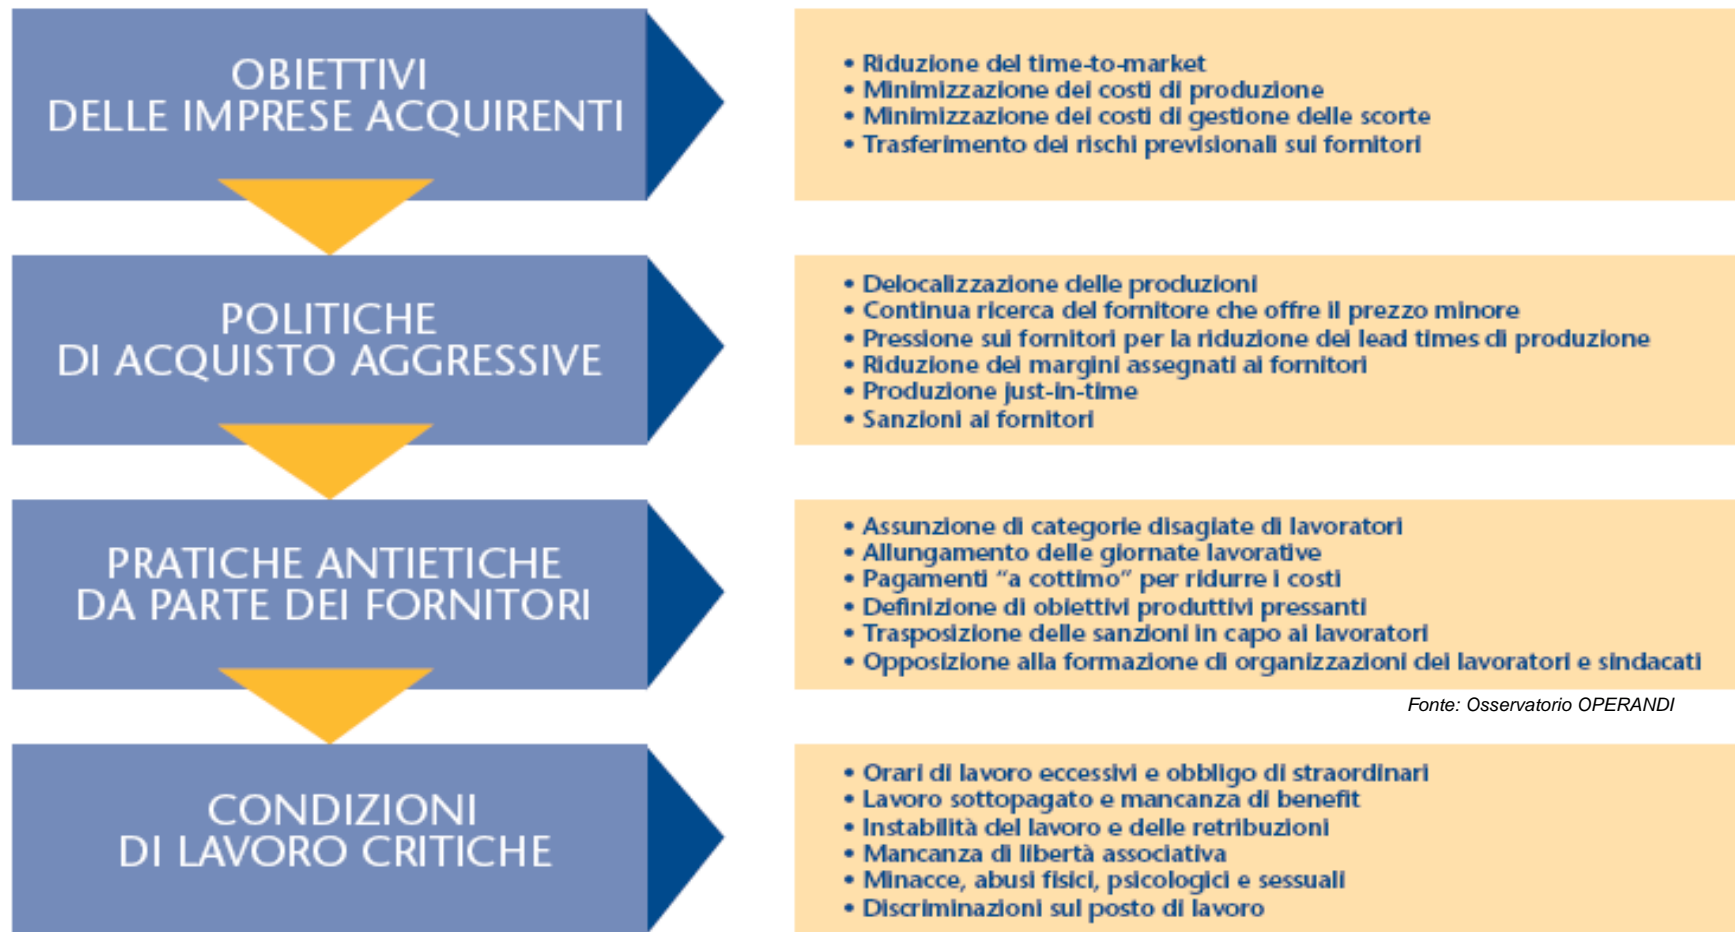 OBIETTIVI
DELLE IMPRESE ACQUIRENTI
• Riduzione del time-to-market
• Minimizzazione dei costi di produzione
• Minimizzazione dei costi di gestione delle scorte
• Trasferimento dei rischi previsionali sui fornitori
POLITICHE
DI ACQUISTO AGGRESSIVE
• Delocalizzazione delle produzioni
• Continua ricerca del fornitore che offre il prezzo minore
• Pressione sui fornitori per la riduzione dei lead times di produzione
• Riduzione dei margini assegnati ai fornitori
• Produzione just-in-time
• Sanzioni ai fornitori
PRATICHE ANTIETICHE
DA PARTE DEI FORNITORI
• Assunzione di categorie disagiate di lavoratori
• Allungamento delle giornate lavorative
• Pagamenti “a cottimo” per ridurre i costi
• Definizione di obiettivi produttivi pressanti
• Trasposizione delle sanzioni in capo ai lavoratori
• Opposizione alla formazione di organizzazioni dei lavoratori e sindacati
Fonte: Osservatorio OPERANDI
CONDIZIONI
DI LAVORO CRITICHE
• Orari di lavoro eccessivi e obbligo di straordinari
• Lavoro sottopagato e mancanza di benefit
• Instabilità del lavoro e delle retribuzioni
• Mancanza di libertà associativa
• Minacce, abusi fisici, psicologici e sessuali
• Discriminazioni sul posto di lavoro